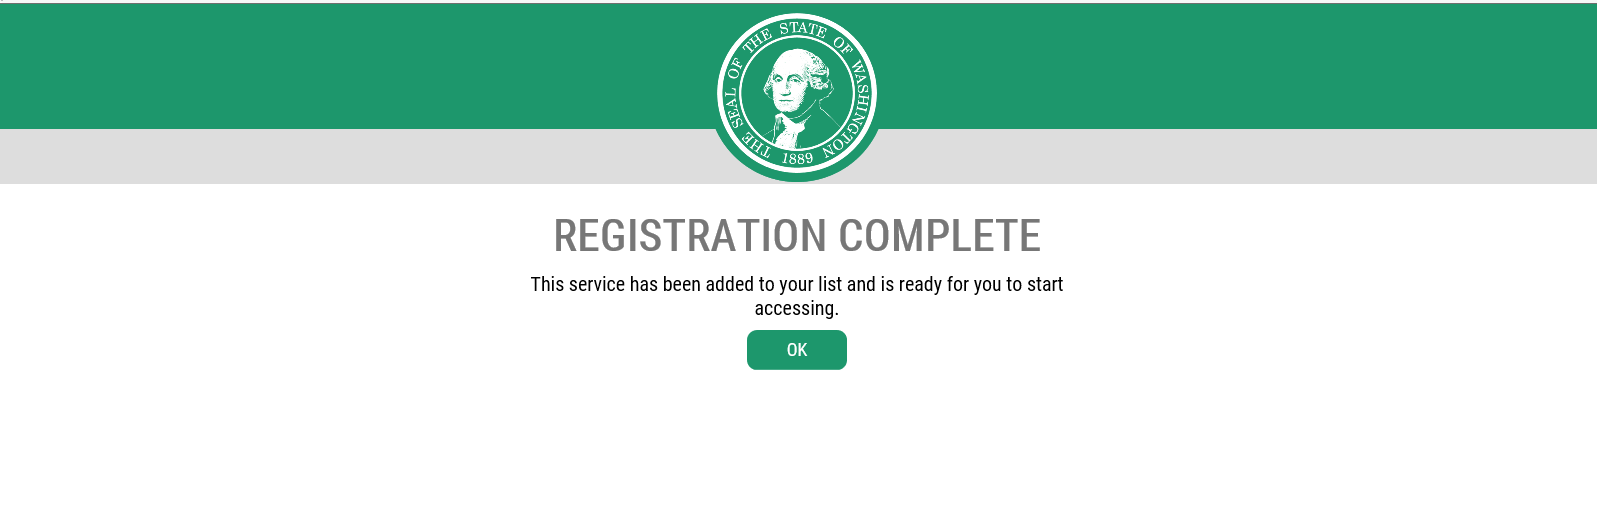 THE SEAL OF THE STATE OF WASHINGTON
1889
REGISTRATION COMPLETE
This service has been added to your list and is ready for you to start
accessing.
OK